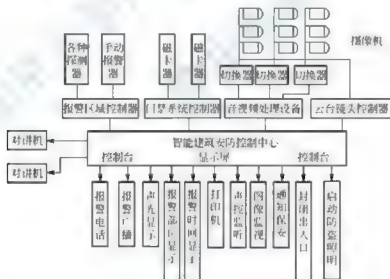 摄像机
各种探测器
手动报警器
磁卡器
磁卡器
切换器
切换器
切换器
报警区域控制器
门禁系统控制器
音视频处理设备
云台镜头控制器
对讲机
对讲机
智能建筑安防控制中心
控制台
显示屏
控制台
报警电话
报警广播
声光显示
报警部位显示
报警时间显示
打印机
声控监听
图像监视
通知保安
封闭出入口
启动防盗照明